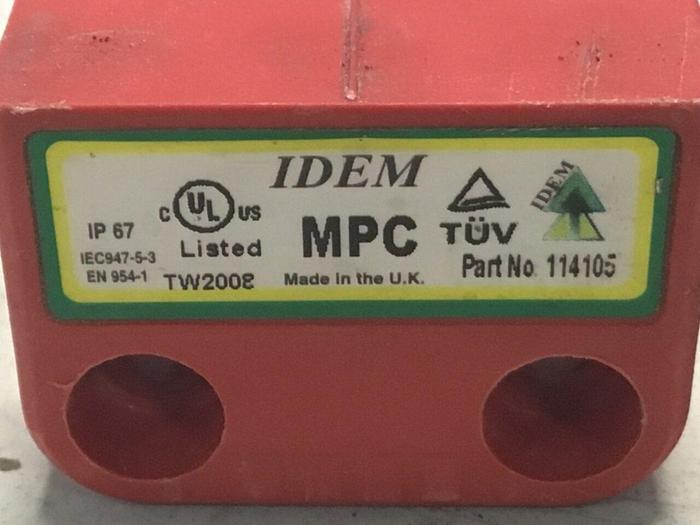 IDEM
IDEM
c UL us
Listed
IP 67
IEC947-5-3
EN 954-1
TW2008
MPC
Made in the U.K.
TÜV
Part No. 114105